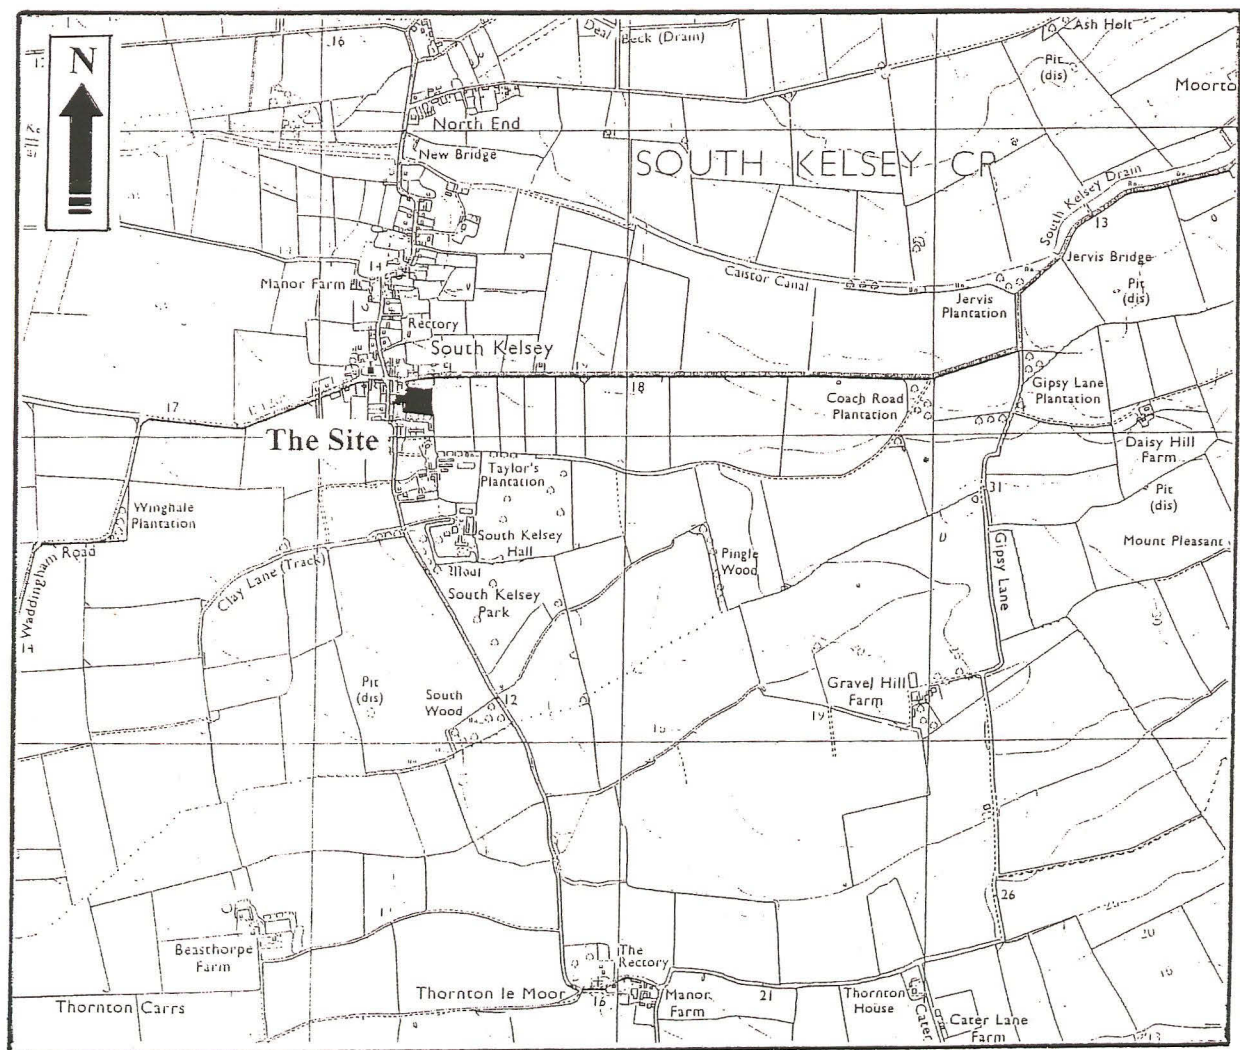 16
Deal Beck (Drain)
Ash Holt
Pit
(dis)
N
North End
New Bridge
SOUTH KELSEY CP
South Kelsey Drain
13
Manor Farm
14
Caistor Canal
Jervis Bridge
Pit
(dis)
Jervis
Plantation
Rectory
South Kelsey
18
Coach Road
Plantation
Gipsy Lane
Plantation
17
The Site
Daisy Hill
Farm
Taylor's
Plantation
31
Pit
(dis)
Winghale
Plantation
South Kelsey
Hall
Mount Pleasant
Waddingham Road
14
Clay Lane (Track)
Moat
Pingle
Wood
Gipsy Lane
South Kelsey
Park
Pit
(dis)
South
Wood
12
Gravel Hill
Farm
19
26
Beasthorpe
Farm
The
Rectory
20
Thornton Carrs
Thornton le Moor
16
Manor
Farm
21
Thornton
House
Cater
Cater Lane
Farm